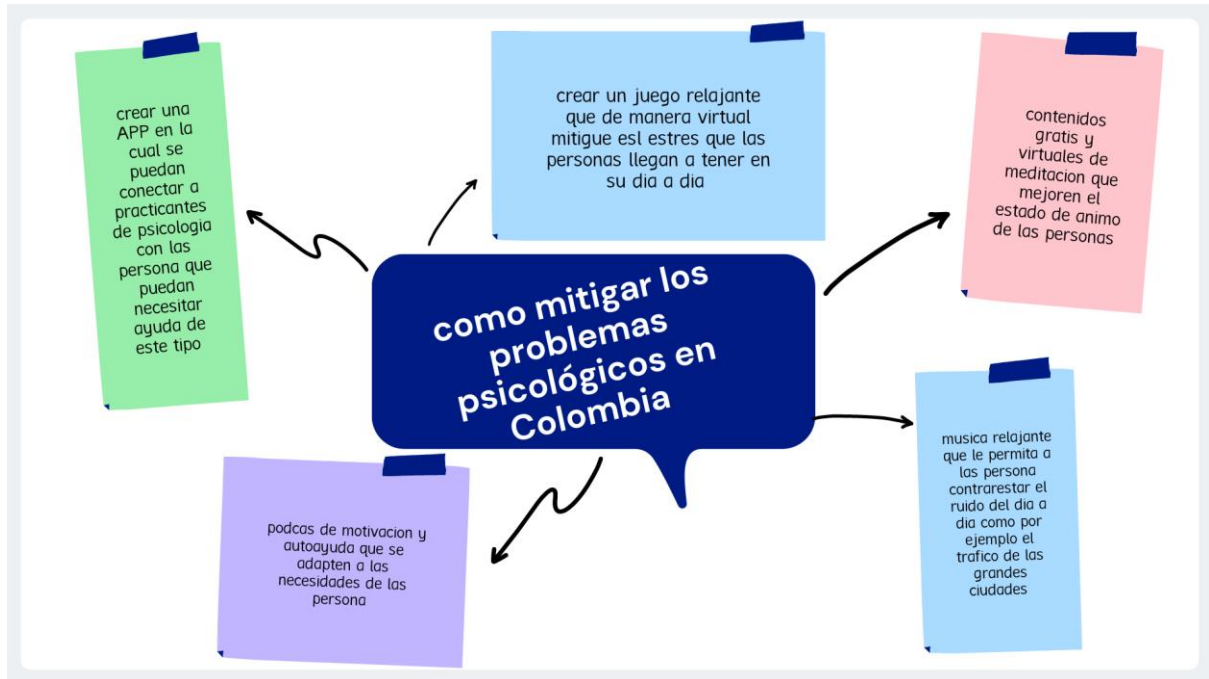 crear una
APP en la
cual se
puedan
conectar a
practicantes
de psicologia
con las
persona que
puedan
necesitar
ayuda de
este tipo
crear un juego relajante
que de manera virtual
mitigue esl estres que las
personas llegan a tener en
su dia a dia
contenidos
gratis y
virtuales de
meditacion que
mejoren el
estado de animo
de las personas
como mitigar los
problemas
psicológicos en
Colombia
podcas de motivacion y
autoayuda que se
adapten a las
necesidades de las
persona
musica relajante
que le permita a
las persona
contrarestar el
ruido del dia a
dia como por
ejemplo el
trafico de las
grandes
ciudades